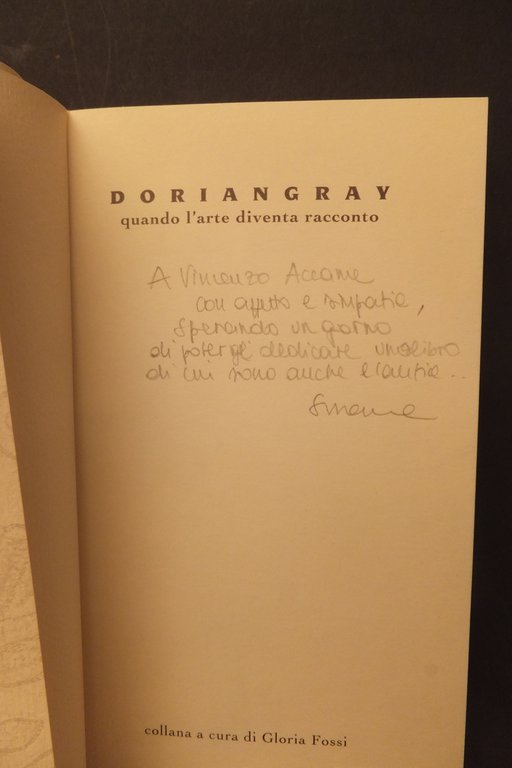 DORIANGRAY
quando l'arte diventa racconto
A Vincenzo Accame
con affetto e simpatia,
sperando un giorno
di potergli dedicare un libro
di cui sono anche l'autrice...
Simona
collana a cura di Gloria Fossi